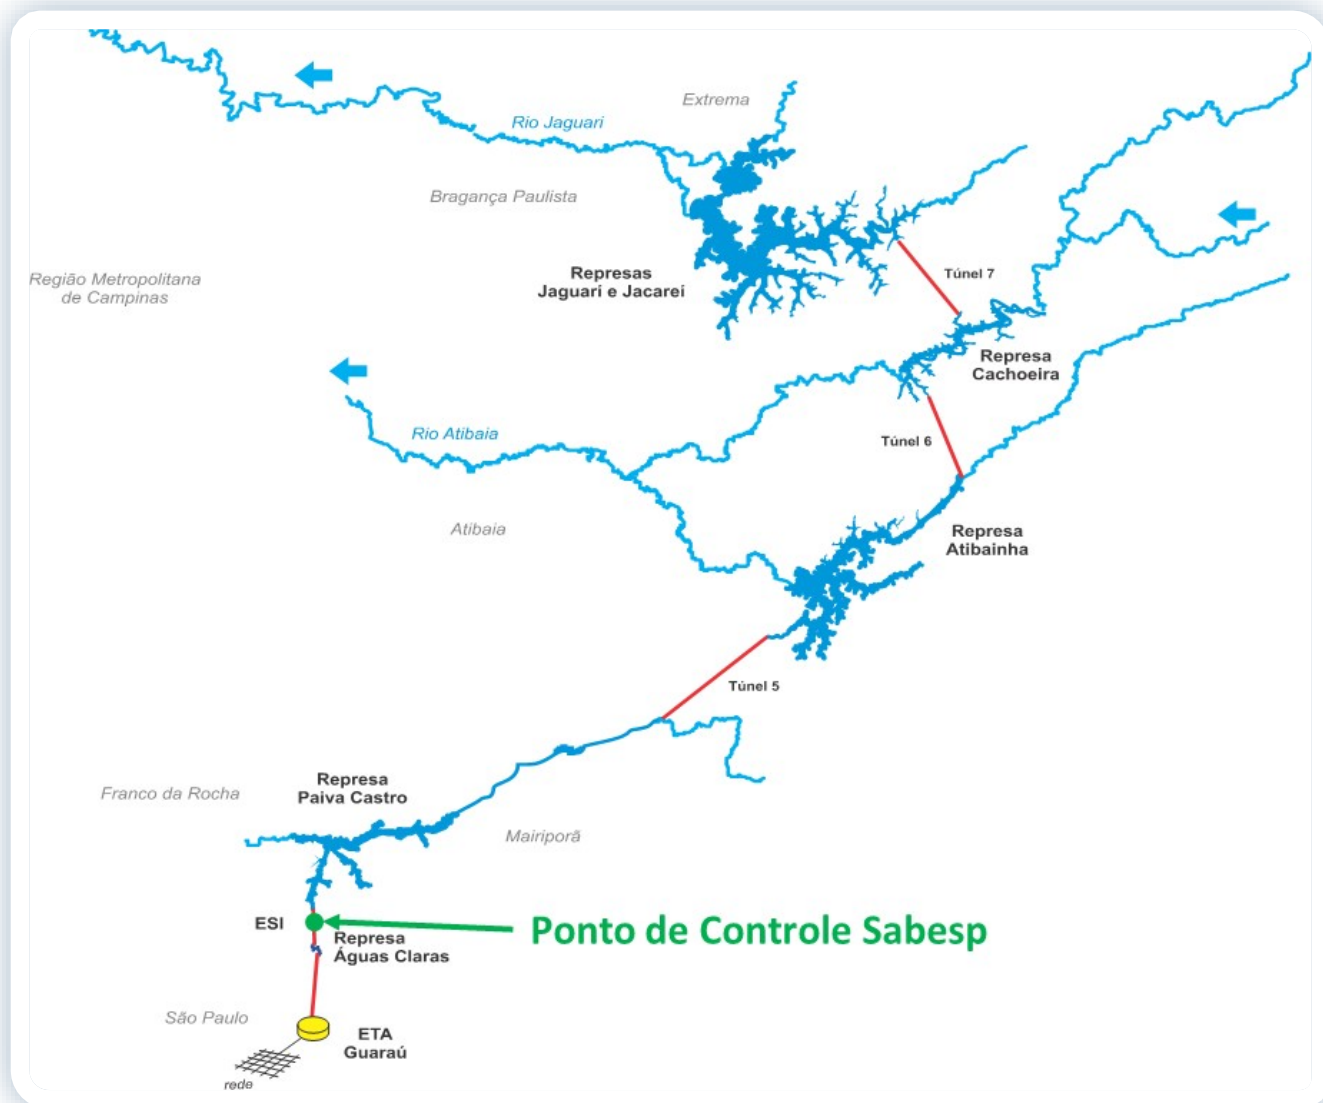 Extrema
Rio Jaguari
Bragança Paulista
Região Metropolitana
de Campinas
Represas
Jaguari e Jacarei
Túnel 7
Represa
Cachoeira
Rio Atibaia
Túnel 6
Atibaia
Represa
Atibainha
Túnel 5
Represa
Paiva Castro
Franco da Rocha
Mairiporã
ESI
Ponto de Controle Sabesp
Represa
Águas Claras
São Paulo
ETA
Guaraú
rede